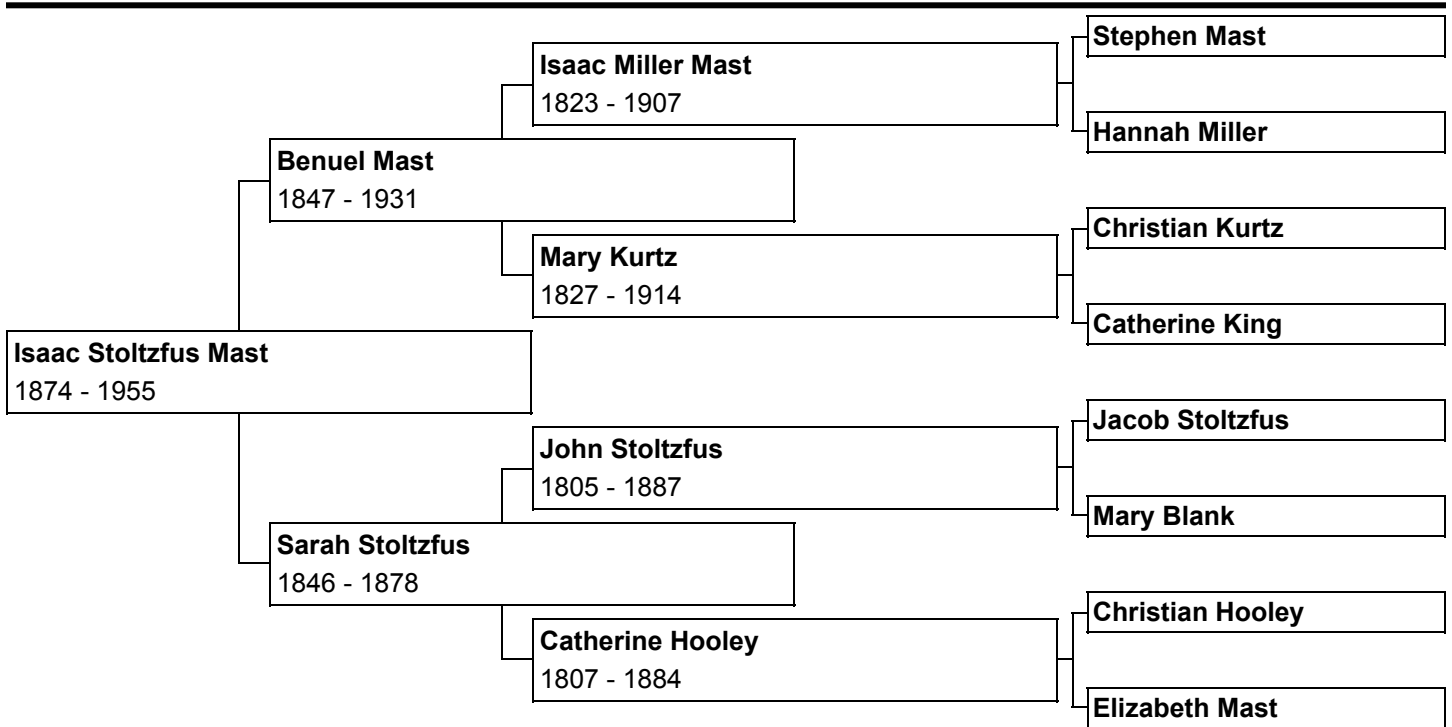 Stephen Mast
Isaac Miller Mast
1823 - 1907
Hannah Miller
Benuel Mast
1847 - 1931
Christian Kurtz
Mary Kurtz
1827 - 1914
Catherine King
Isaac Stoltzfus Mast
1874 - 1955
Jacob Stoltzfus
John Stoltzfus
1805 - 1887
Mary Blank
Sarah Stoltzfus
1846 - 1878
Christian Hooley
Catherine Hooley
1807 - 1884
Elizabeth Mast